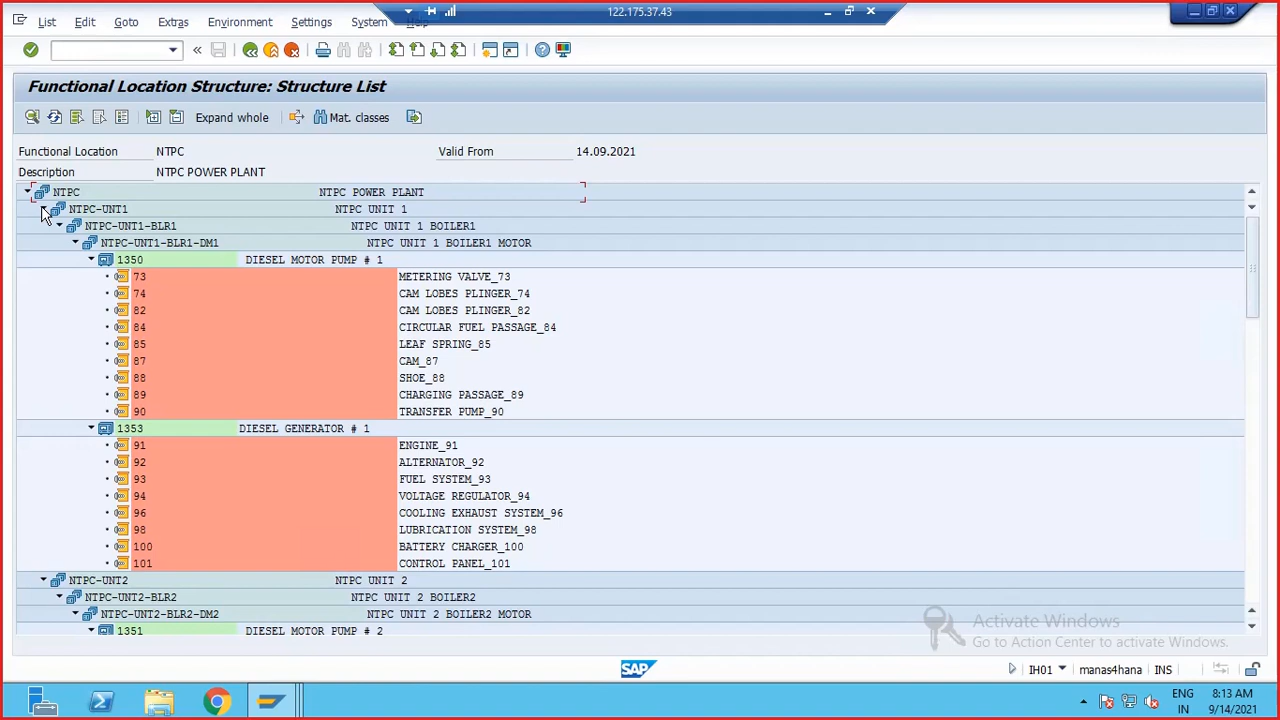 List Edit Goto Extras Environment Settings System Help
122.175.37.43
Functional Location Structure: Structure List
Expand whole Mat. classes
Functional Location NTPC Valid From 14.09.2021
Description NTPC POWER PLANT
NTPC NTPC POWER PLANT
NTPC-UNT1 NTPC UNIT 1
NTPC-UNT1-BLR1 NTPC UNIT 1 BOILER1
NTPC-UNT1-BLR1-DM1 NTPC UNIT 1 BOILER1 MOTOR
1350 DIESEL MOTOR PUMP # 1
73 METERING VALVE_73
74 CAM LOBES PLINGER_74
82 CAM LOBES PLINGER_82
84 CIRCULAR FUEL PASSAGE_84
85 LEAF SPRING_85
87 CAM_87
88 SHOE_88
89 CHARGING PASSAGE_89
90 TRANSFER PUMP_90
1353 DIESEL GENERATOR # 1
91 ENGINE_91
92 ALTERNATOR_92
93 FUEL SYSTEM_93
94 VOLTAGE REGULATOR_94
96 COOLING EXHAUST SYSTEM_96
98 LUBRICATION SYSTEM_98
100 BATTERY CHARGER_100
101 CONTROL PANEL_101
NTPC-UNT2 NTPC UNIT 2
NTPC-UNT2-BLR2 NTPC UNIT 2 BOILER2
NTPC-UNT2-BLR2-DM2 NTPC UNIT 2 BOILER2 MOTOR
1351 DIESEL MOTOR PUMP # 2
Activate Windows
Go to Action Center to activate Windows.
SAP
IH01 manas4hana INS
ENG 8:13 AM
IN 9/14/2021